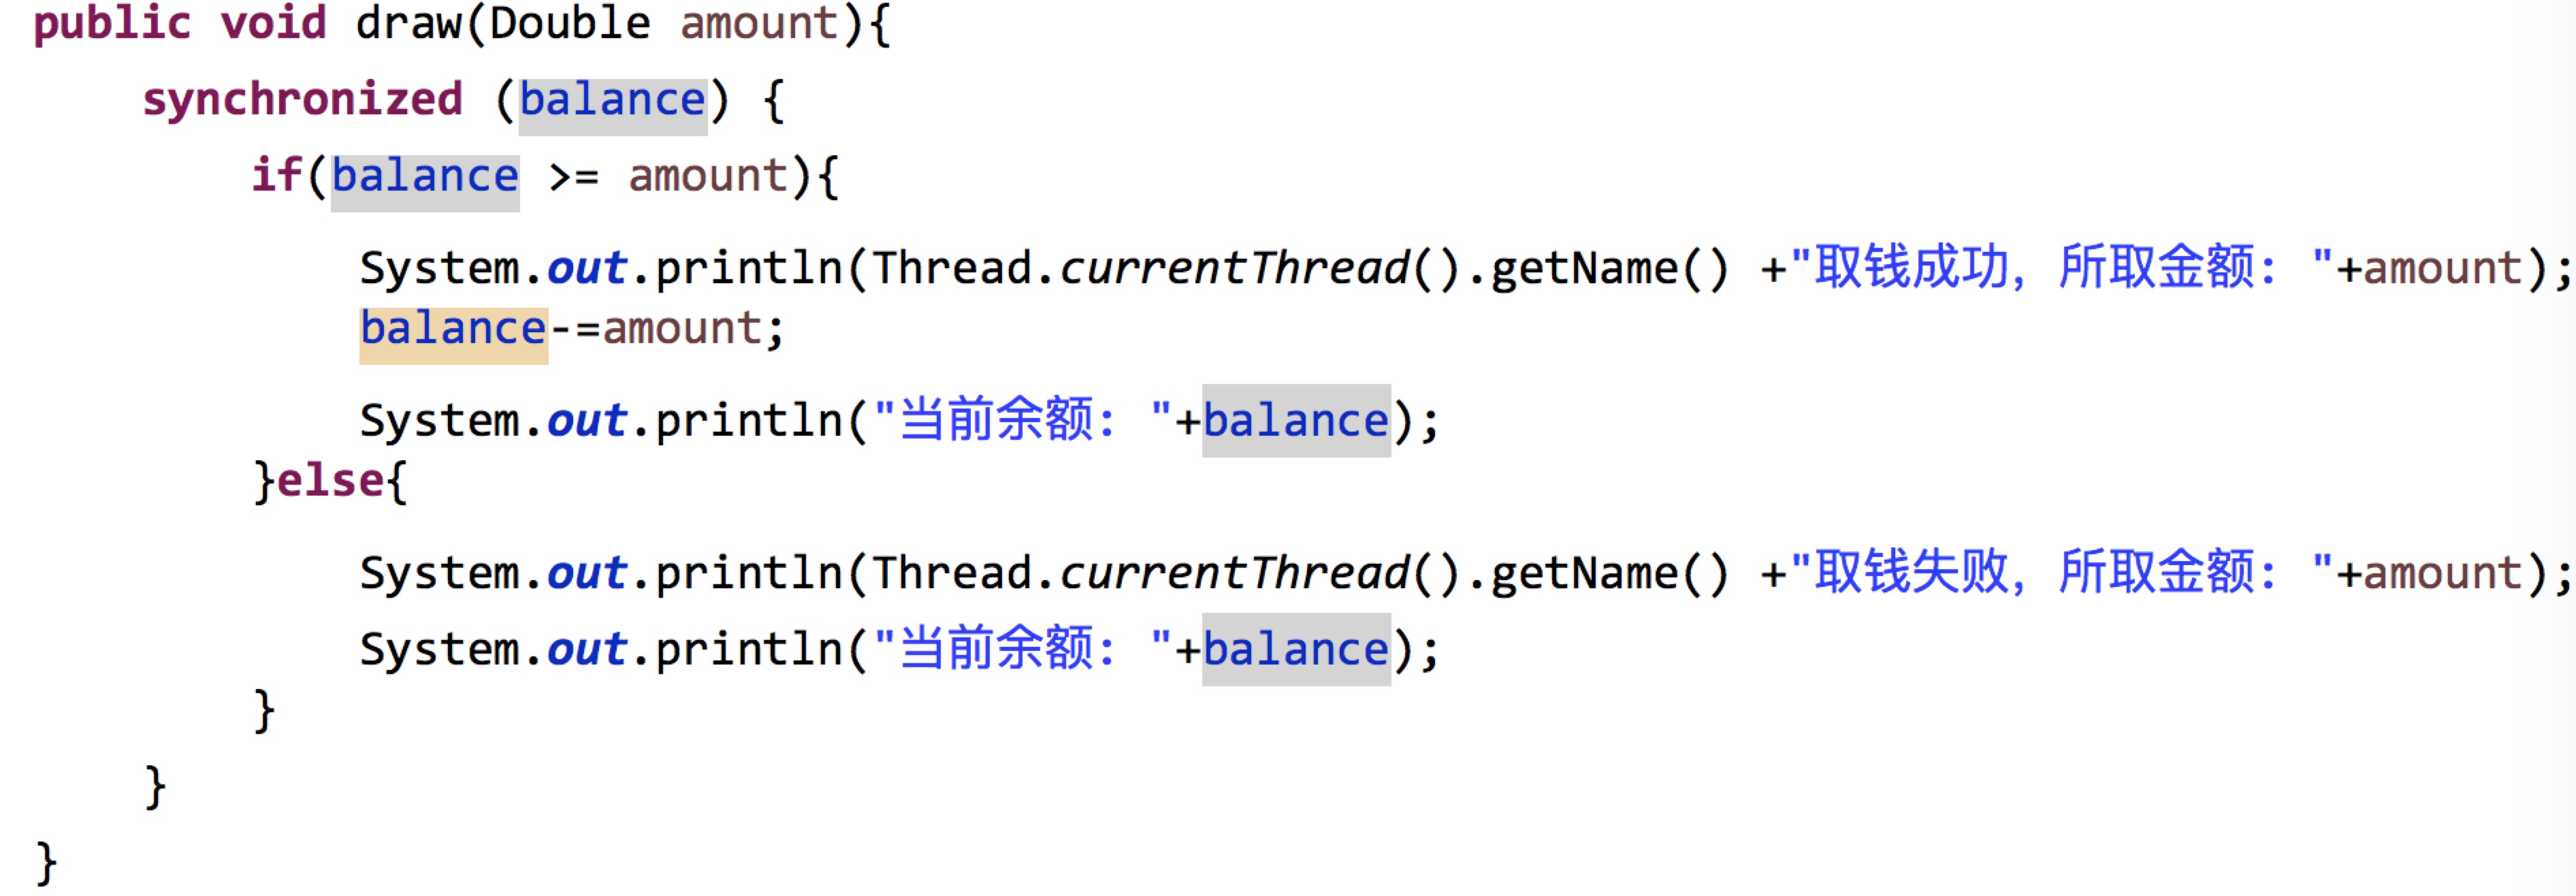 public void draw(Double amount){
synchronized (balance) {
if(balance >= amount){
System.out.println(Thread.currentThread().getName() +"取钱成功，所取金额："+amount);
balance-=amount;
System.out.println("当前余额："+balance);
}else{
System.out.println(Thread.currentThread().getName() +"取钱失败，所取金额："+amount);
System.out.println("当前余额："+balance);
}
}
}